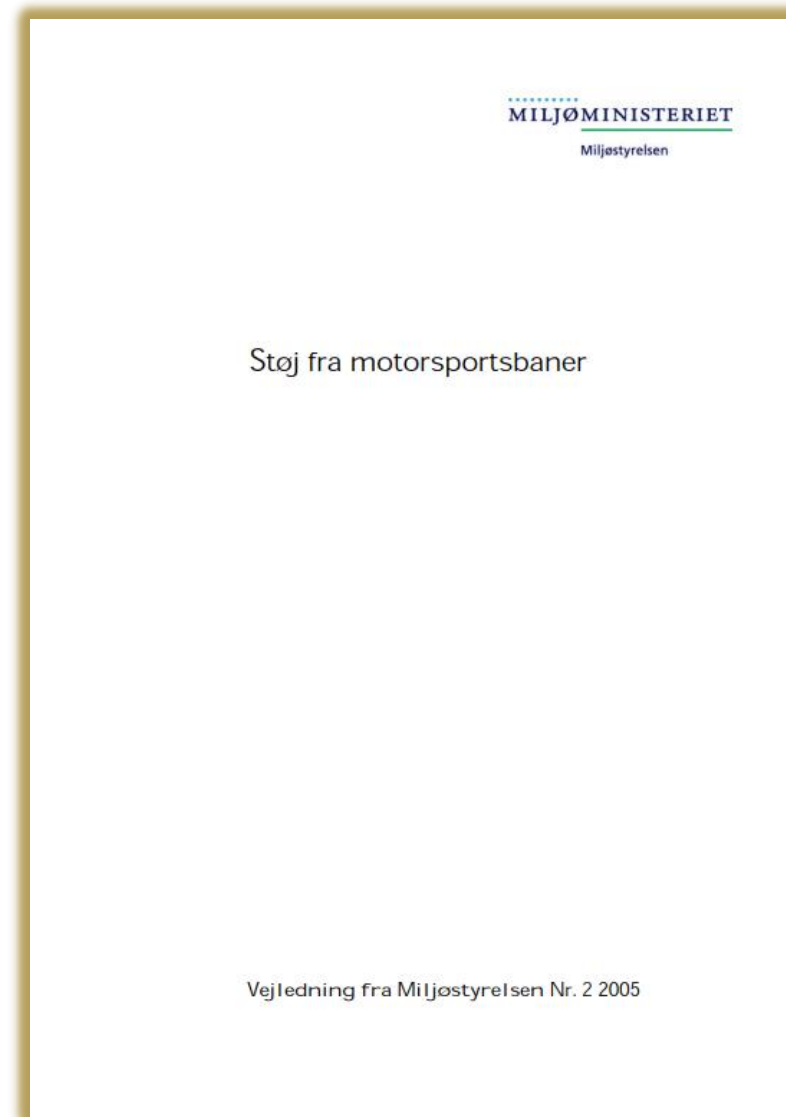 MILJØMINISTERIET
Miljøstyrelsen
Støj fra motorsportsbaner
Vejledning fra Miljøstyrelsen Nr. 2 2005